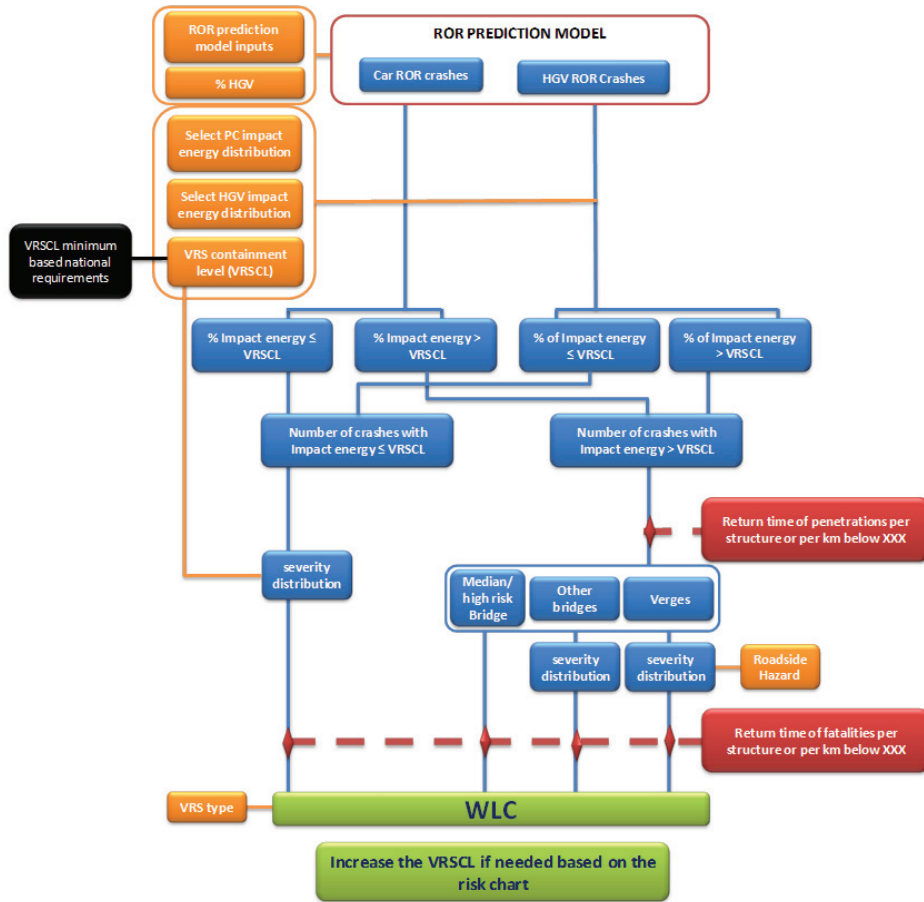 ROR prediction
model inputs
% HGV
ROR PREDICTION MODEL
Car ROR crashes
HGV ROR Crashes
Select PC impact
energy distribution
Select HGV impact
energy distribution
VRS containment
level (VRSCL)
VRSCL minimum
based national
requirements
% Impact energy ≤
VRSCL
% Impact energy >
VRSCL
% of Impact energy
≤ VRSCL
% of Impact energy
> VRSCL
Number of crashes with
Impact energy ≤ VRSCL
Number of crashes with
Impact energy > VRSCL
Return time of penetrations per
structure or per km below XXX
severity
distribution
Median/
high risk
Bridge
Other
bridges
Verges
severity
distribution
severity
distribution
Roadside
Hazard
Return time of fatalities per
structure or per km below XXX
VRS type
WLC
Increase the VRSCL if needed based on the
risk chart